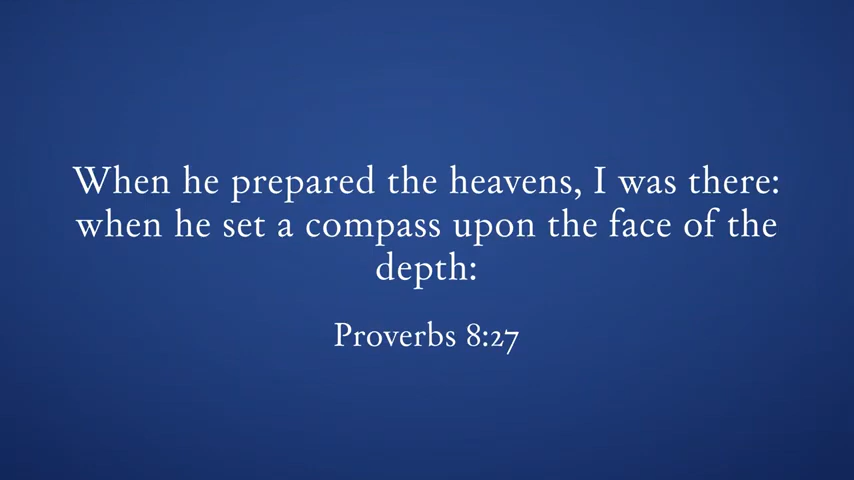 When he prepared the heavens, I was there:
when he set a compass upon the face of the
depth:
Proverbs 8:27